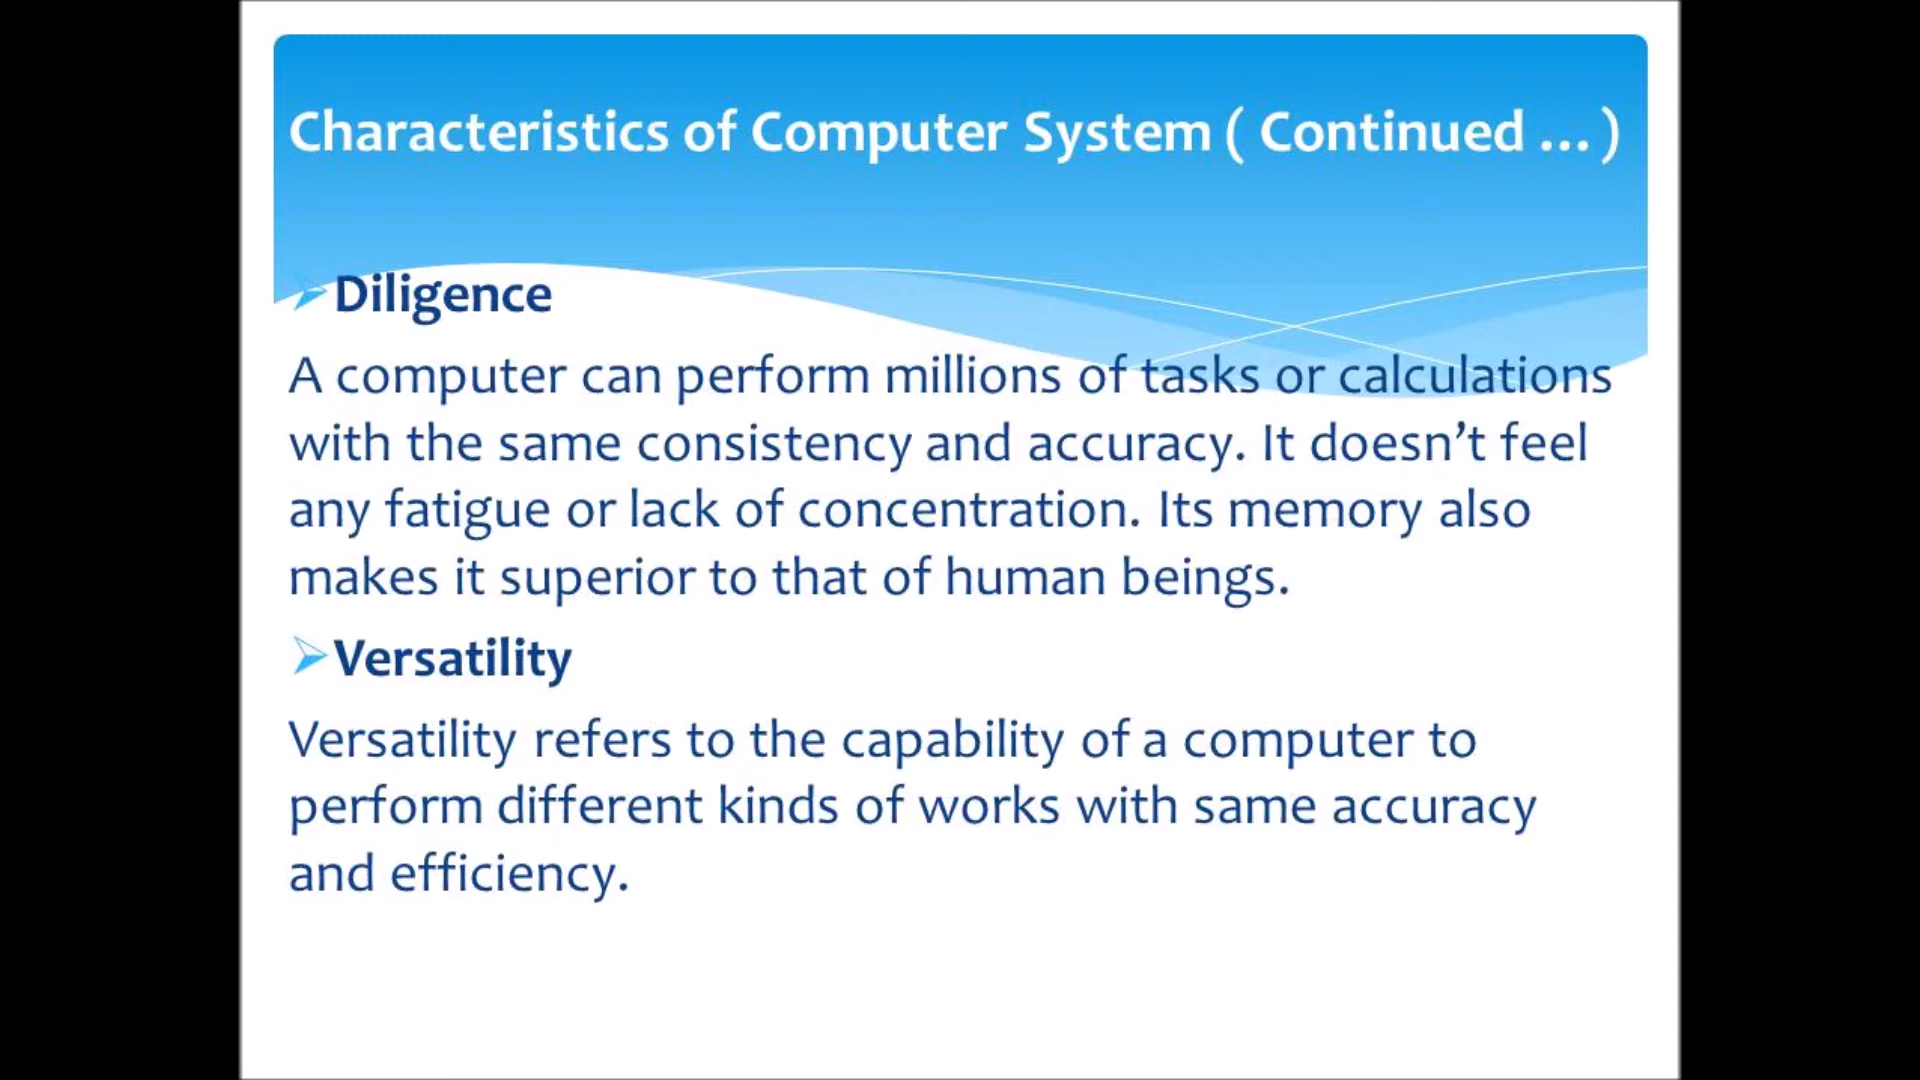 Characteristics of Computer System ( Continued ... )
Diligence
A computer can perform millions of tasks or calculations
with the same consistency and accuracy. It doesn’t feel
any fatigue or lack of concentration. Its memory also
makes it superior to that of human beings.
Versatility
Versatility refers to the capability of a computer to
perform different kinds of works with same accuracy
and efficiency.